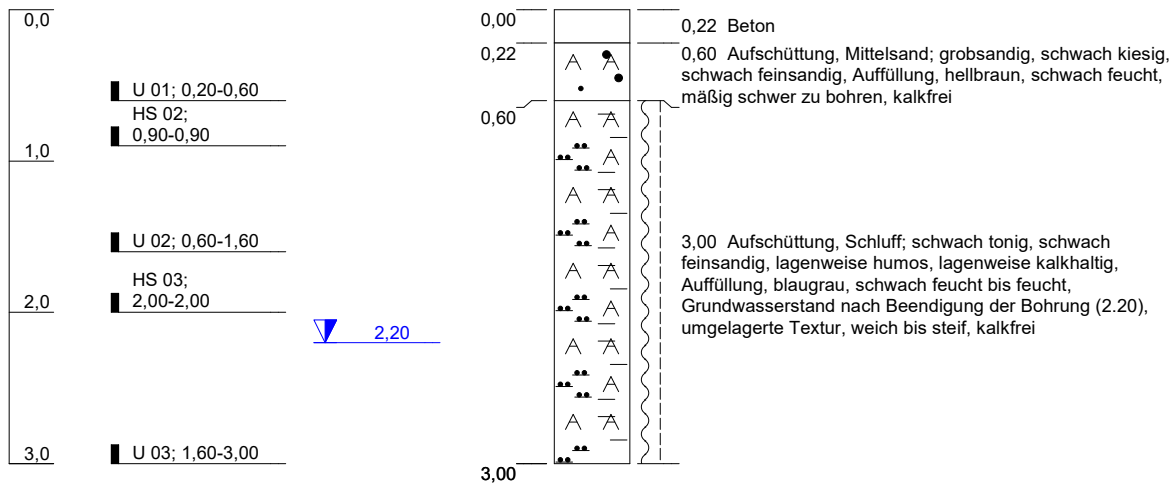 0,0
1,0
2,0
3,0
U 01; 0,20-0,60
HS 02;
0,90-0,90
U 02; 0,60-1,60
HS 03;
2,00-2,00
U 03; 1,60-3,00
2,20
0,00
0,22
0,60
3,00
A A
A A
A
A A
A
A A
A
A A
A
A A
0,22 Beton
0,60 Aufschüttung, Mittelsand; grobsandig, schwach kiesig,
schwach feinsandig, Auffüllung, hellbraun, schwach feucht,
mäßig schwer zu bohren, kalkfrei
3,00 Aufschüttung, Schluff; schwach tonig, schwach
feinsandig, lagenweise humos, lagenweise kalkhaltig,
Auffüllung, blaugrau, schwach feucht bis feucht,
Grundwasserstand nach Beendigung der Bohrung (2.20),
umgelagerte Textur, weich bis steif, kalkfrei